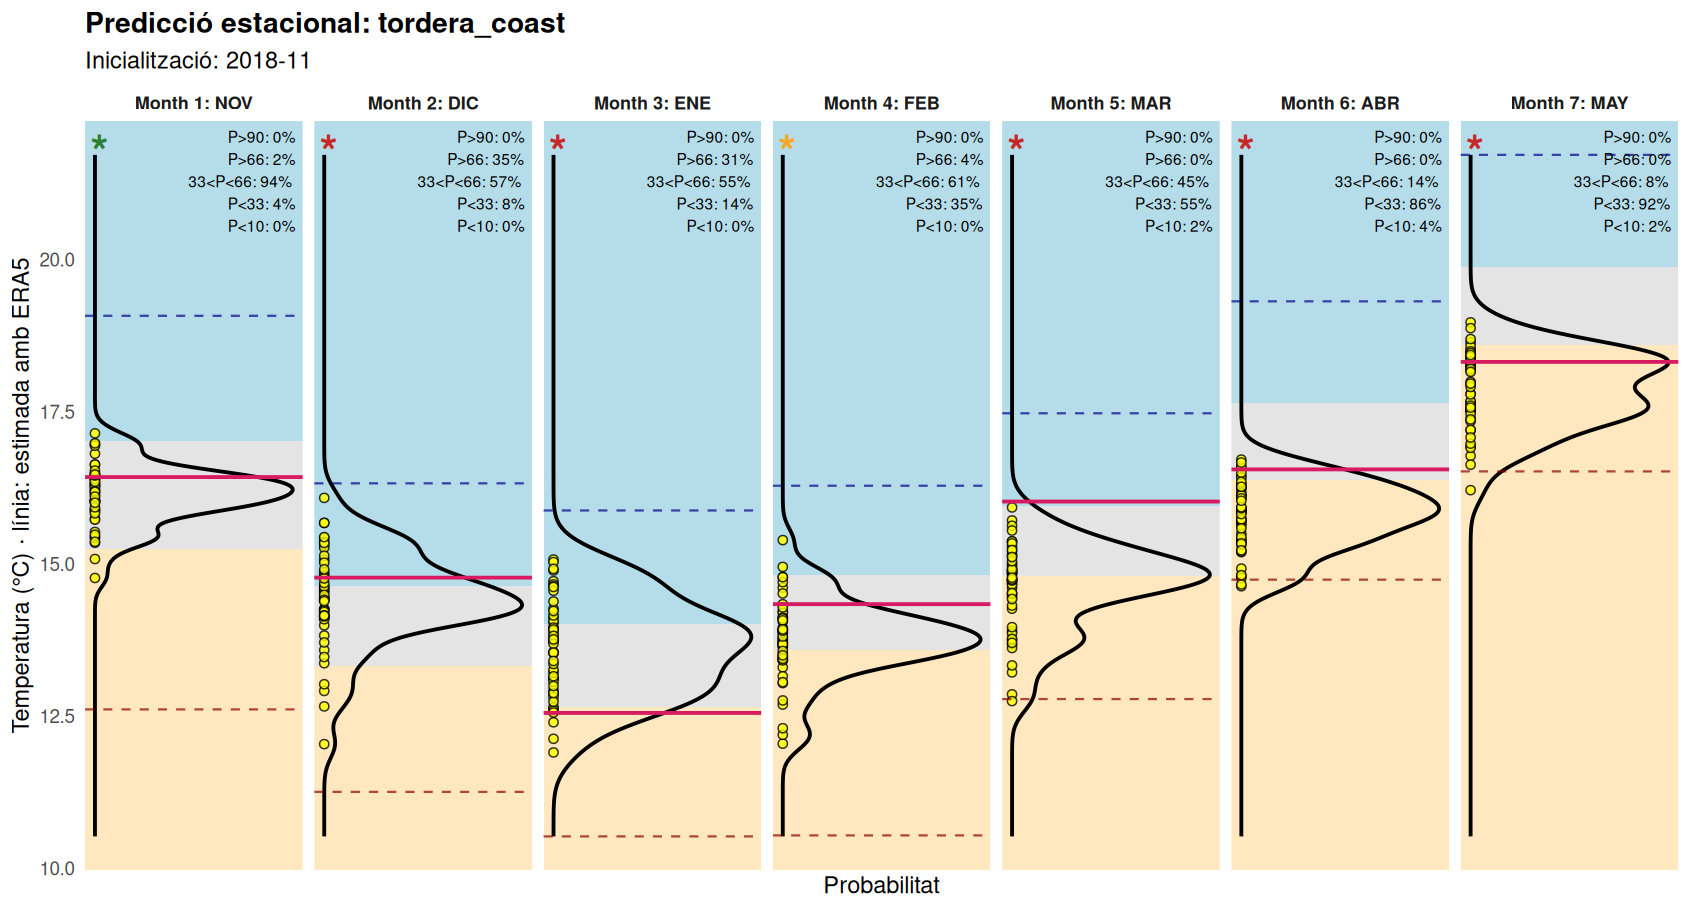 Predicció estacional: tordera_coast
Inicialització: 2018-11
Month 1: NOV
Month 2: DIC
Month 3: ENE
Month 4: FEB
Month 5: MAR
Month 6: ABR
Month 7: MAY
*
P>90: 0%
P>66: 2%
33<P<66: 94%
P<33: 4%
P<10: 0%
*
P>90: 0%
P>66: 35%
33<P<66: 57%
P<33: 8%
P<10: 0%
*
P>90: 0%
P>66: 31%
33<P<66: 55%
P<33: 14%
P<10: 0%
*
P>90: 0%
P>66: 4%
33<P<66: 61%
P<33: 35%
P<10: 0%
*
P>90: 0%
P>66: 0%
33<P<66: 45%
P<33: 55%
P<10: 2%
*
P>90: 0%
P>66: 0%
33<P<66: 14%
P<33: 86%
P<10: 4%
*
P>90: 0%
P>66: 0%
33<P<66: 8%
P<33: 92%
P<10: 2%
Temperatura (°C) · línia: estimada amb ERA5
20.0
17.5
15.0
12.5
10.0
Probabilitat